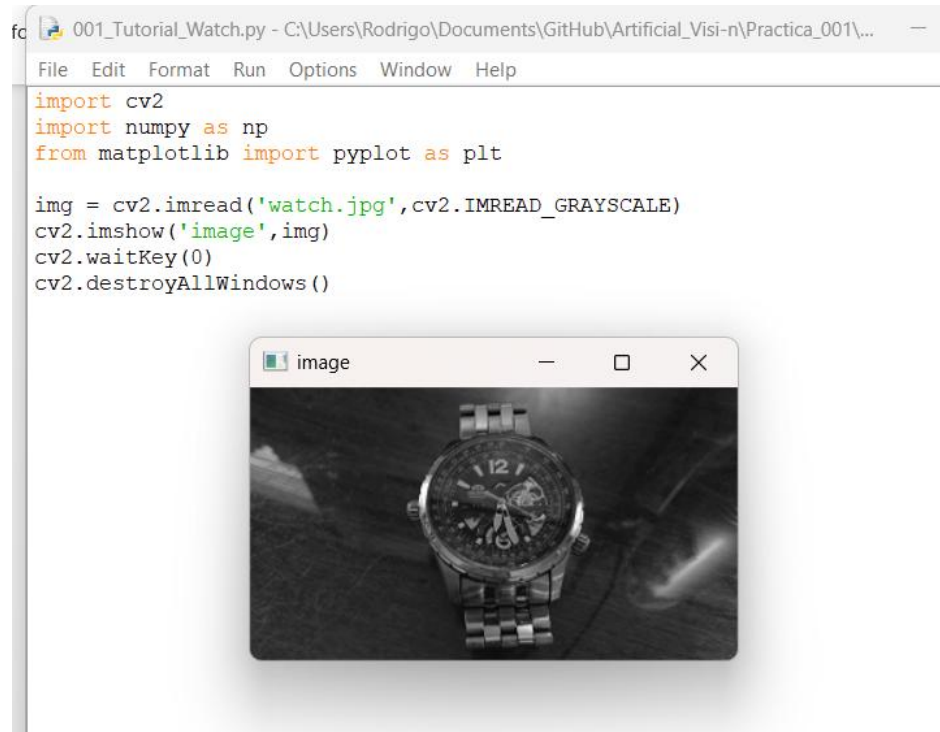 fo
001_Tutorial_Watch.py - C:\Users\Rodrigo\Documents\GitHub\Artificial_Visi-n\Practica_001\...
File Edit Format Run Options Window Help
import cv2
import numpy as np
from matplotlib import pyplot as plt
img = cv2.imread('watch.jpg',cv2.IMREAD_GRAYSCALE)
cv2.imshow('image',img)
cv2.waitKey(0)
cv2.destroyAllWindows()
image
12